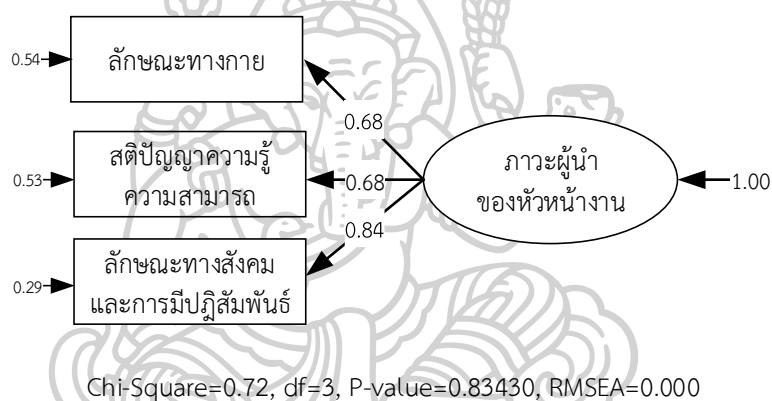 0.54
ลักษณะทางกาย
0.68
สติปัญญาความรู้
ความสามารถ
0.53
0.68
ภาวะผู้นำ
ของหัวหน้างาน
1.00
0.84
ลักษณะทางสังคม
และการมีปฎิสัมพันธ์
0.29
Chi-Square=0.72, df=3, P-value=0.83430, RMSEA=0.000